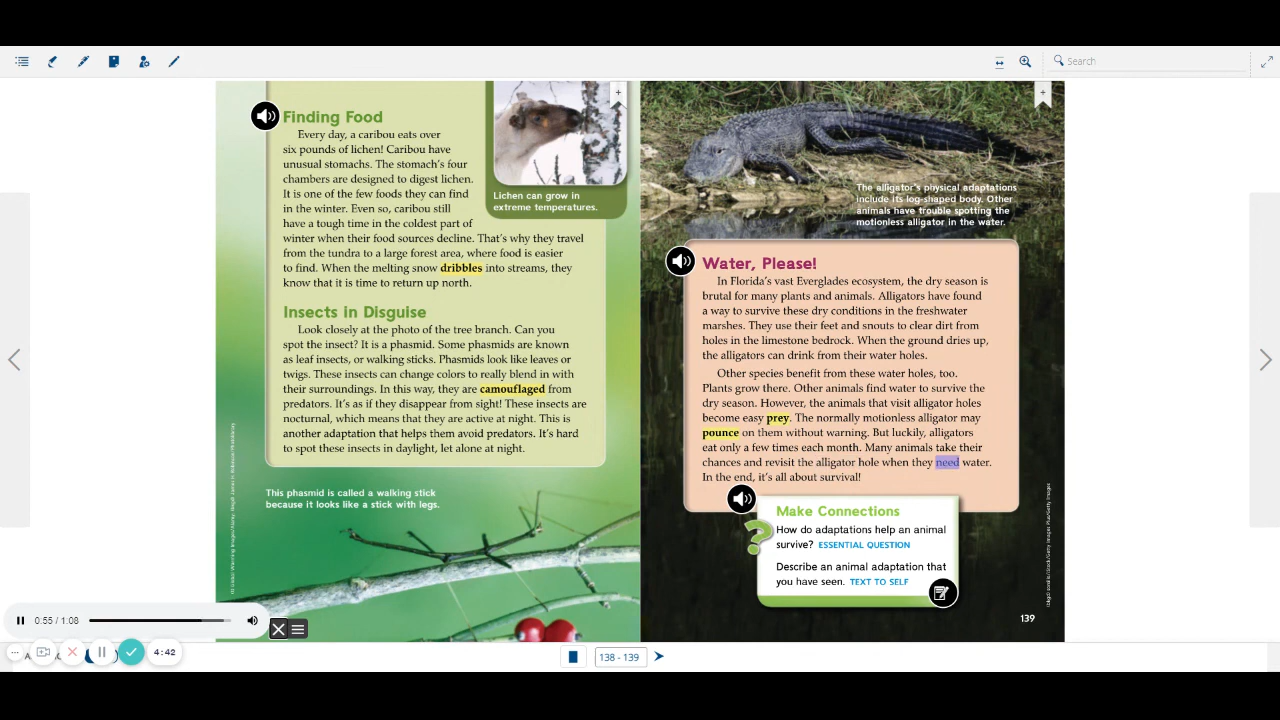 Search
Finding Food
Every day, a caribou eats over
six pounds of lichen! Caribou have
unusual stomachs. The stomach's four
chambers are designed to digest lichen.
It is one of the few foods they can find
in the winter. Even so, caribou still
have a tough time in the coldest part of
winter when their food sources decline. That's why they travel
from the tundra to a large forest area, where food is easier
to find. When the melting snow dribbles into streams, they
know that it is time to return up north.
Lichen can grow in
extreme temperatures.
Insects in Disguise
Look closely at the photo of the tree branch. Can you
spot the insect? It is a phasmid. Some phasmids are known
as leaf insects, or walking sticks. Phasmids look like leaves or
twigs. These insects can change colors to really blend in with
their surroundings. In this way, they are camouflaged from
predators. It's as if they disappear from sight! These insects are
nocturnal, which means that they are active at night. This is
another adaptation that helps them avoid predators. It's hard
to spot these insects in daylight, let alone at night.
This phasmid is called a walking stick
because it looks like a stick with legs.
The alligator's physical adaptations
include its log-shaped body. Other
animals have trouble spotting the
motionless alligator in the water.
Water, Please!
In Florida's vast Everglades ecosystem, the dry season is
brutal for many plants and animals. Alligators have found
a way to survive these dry conditions in the freshwater
marshes. They use their feet and snouts to clear dirt from
holes in the limestone bedrock. When the ground dries up,
the alligators can drink from their water holes.
Other species benefit from these water holes, too.
Plants grow there. Other animals find water to survive the
dry season. However, the animals that visit alligator holes
become easy prey. The normally motionless alligator may
pounce on them without warning. But luckily, alligators
eat only a few times each month. Many animals take their
chances and revisit the alligator hole when they need water.
In the end, it's all about survival!
Make Connections
How do adaptations help an animal
survive? ESSENTIAL QUESTION
Describe an animal adaptation that
you have seen. TEXT TO SELF
139
0:55 / 1:08
4:42
138 - 139